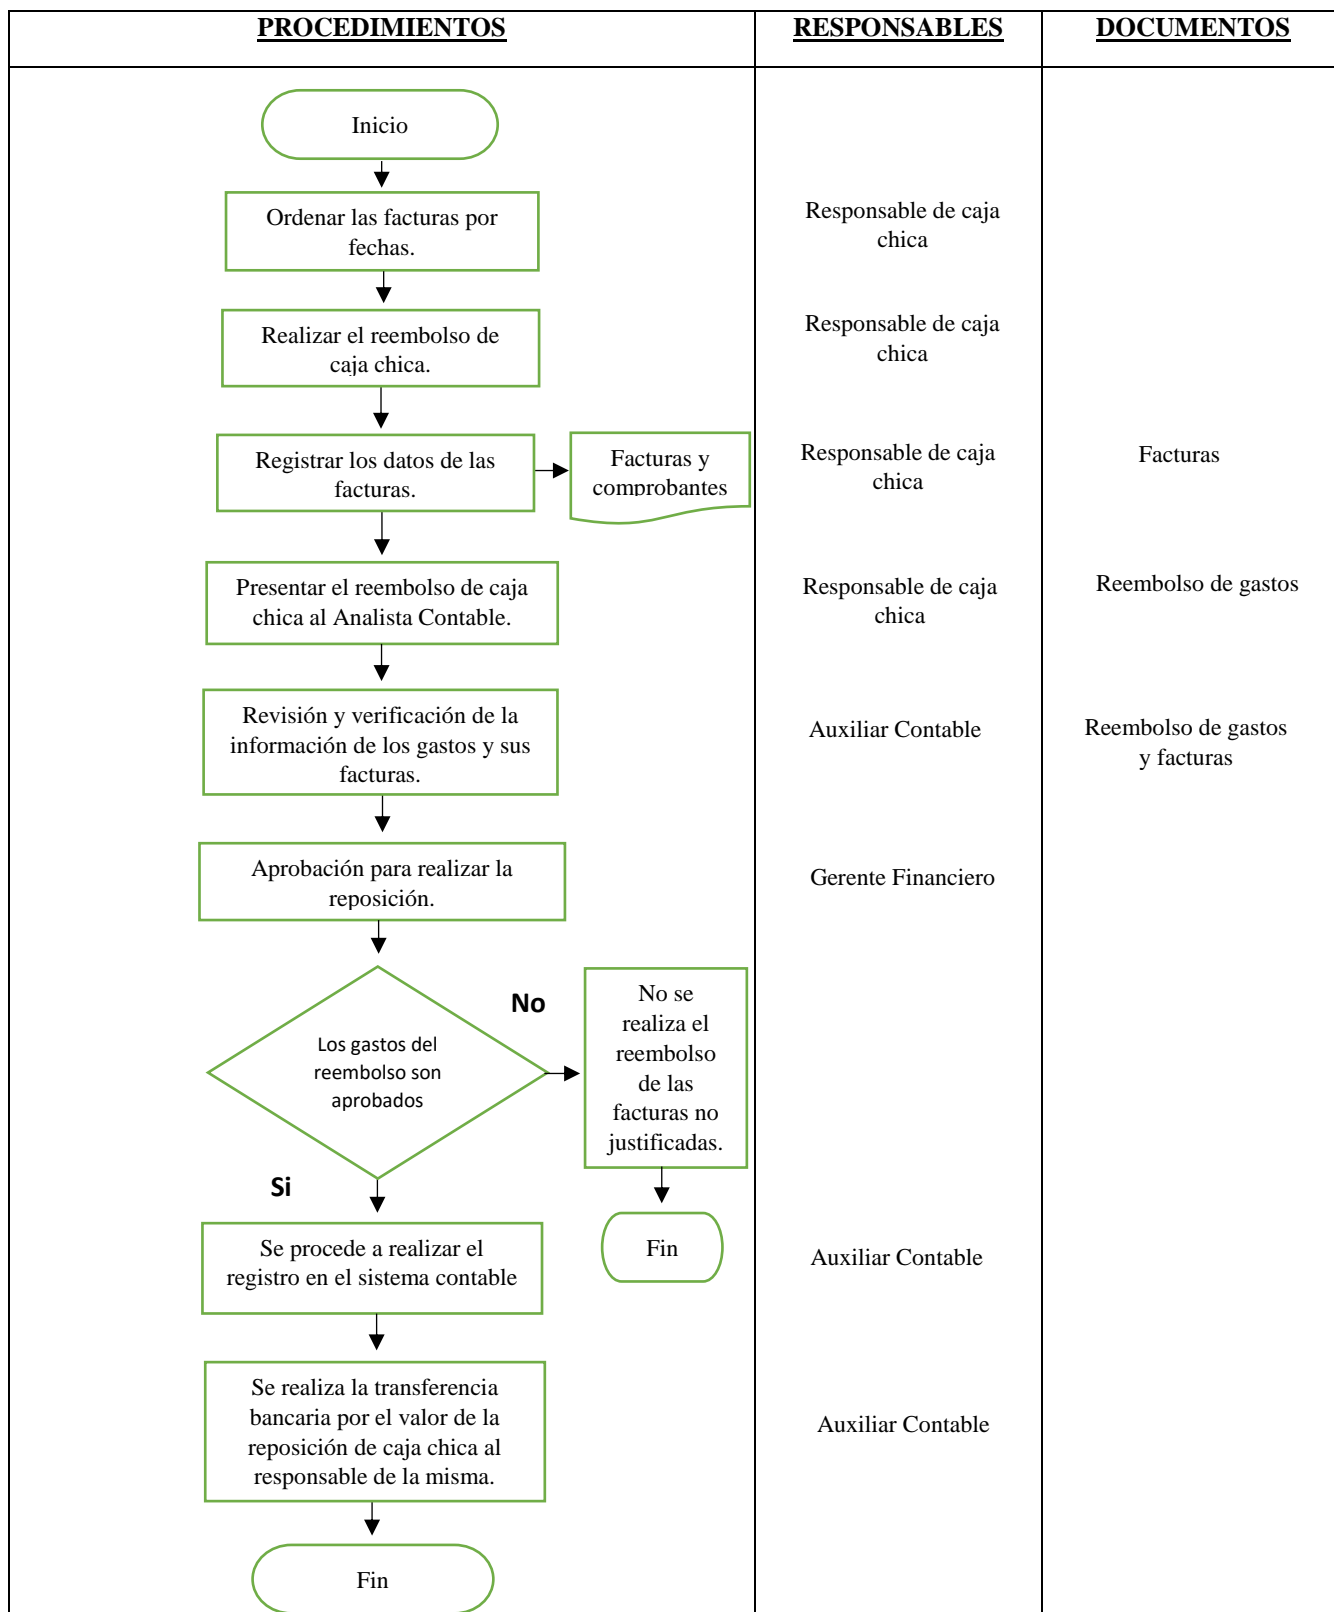 PROCEDIMIENTOS
RESPONSABLES
DOCUMENTOS
Inicio
Ordenar las facturas por
fechas.
Responsable de caja
chica
Realizar el reembolso de
caja chica.
Responsable de caja
chica
Registrar los datos de las
facturas.
Facturas y
comprobantes
Responsable de caja
chica
Facturas
Presentar el reembolso de caja
chica al Analista Contable.
Responsable de caja
chica
Reembolso de gastos
Revisión y verificación de la
información de los gastos y sus
facturas.
Auxiliar Contable
Reembolso de gastos
y facturas
Aprobación para realizar la
reposición.
Gerente Financiero
Los gastos del
reembolso son
aprobados
No
No se
realiza el
reembolso
de las
facturas no
justificadas.
Si
Fin
Se procede a realizar el
registro en el sistema contable
Auxiliar Contable
Se realiza la transferencia
bancaria por el valor de la
reposición de caja chica al
responsable de la misma.
Auxiliar Contable
Fin